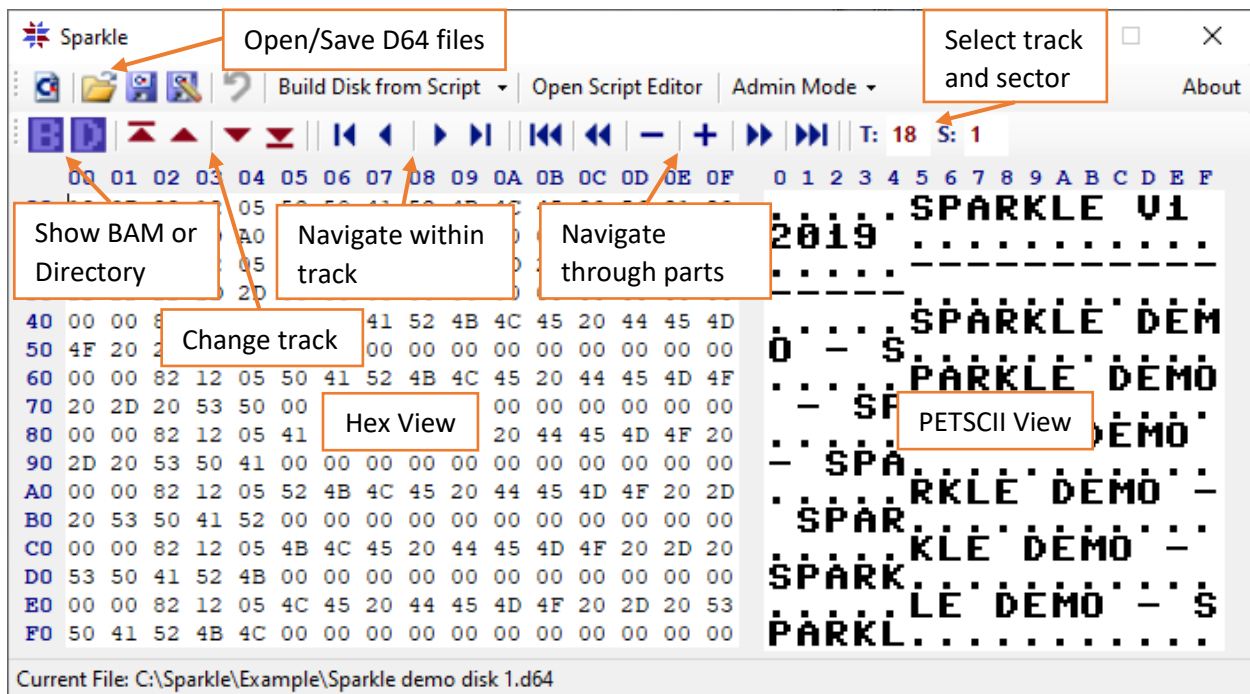 Sparkle
Open/Save D64 files
Select track
and sector
Build Disk from Script
Open Script Editor
Admin Mode
About
B D
T: 18 S: 1
00 01 02 03 04 05 06 07 08 09 0A 0B 0C 0D 0E 0F 0 1 2 3 4 5 6 7 8 9 A B C D E F
05
.....SPARKLE V1
Show BAM or
Directory
A0
Navigate within
track
Navigate
through parts
2019 ...........
05
.....-----------
2D
-----...........
40 00 00 41 52 4B 4C 45 20 44 45 4D
.....SPARKLE DEM
Change track
50 4F 20 00 00 00 00 00 00 00 00 00
O - S...........
60 00 00 82 12 05 50 41 52 4B 4C 45 20 44 45 4D 4F
.....PARKLE DEMO
70 20 2D 20 53 50 00 00 00 00 00 00 00
- SP
Hex View
PETSCII View
80 00 00 82 12 05 41 20 44 45 4D 4F 20
EMO
90 2D 20 53 50 41 00 00 00 00 00 00 00 00 00 00 00
- SPA...........
A0 00 00 82 12 05 52 4B 4C 45 20 44 45 4D 4F 20 2D
.....RKLE DEMO -
B0 20 53 50 41 52 00 00 00 00 00 00 00 00 00 00 00
SPAR...........
C0 00 00 82 12 05 4B 4C 45 20 44 45 4D 4F 20 2D 20
.....KLE DEMO -
D0 53 50 41 52 4B 00 00 00 00 00 00 00 00 00 00 00
SPARK...........
E0 00 00 82 12 05 4C 45 20 44 45 4D 4F 20 2D 20 53
.....LE DEMO - S
F0 50 41 52 4B 4C 00 00 00 00 00 00 00 00 00 00 00
PARKL...........
Current File: C:\Sparkle\Example\Sparkle demo disk 1.d64